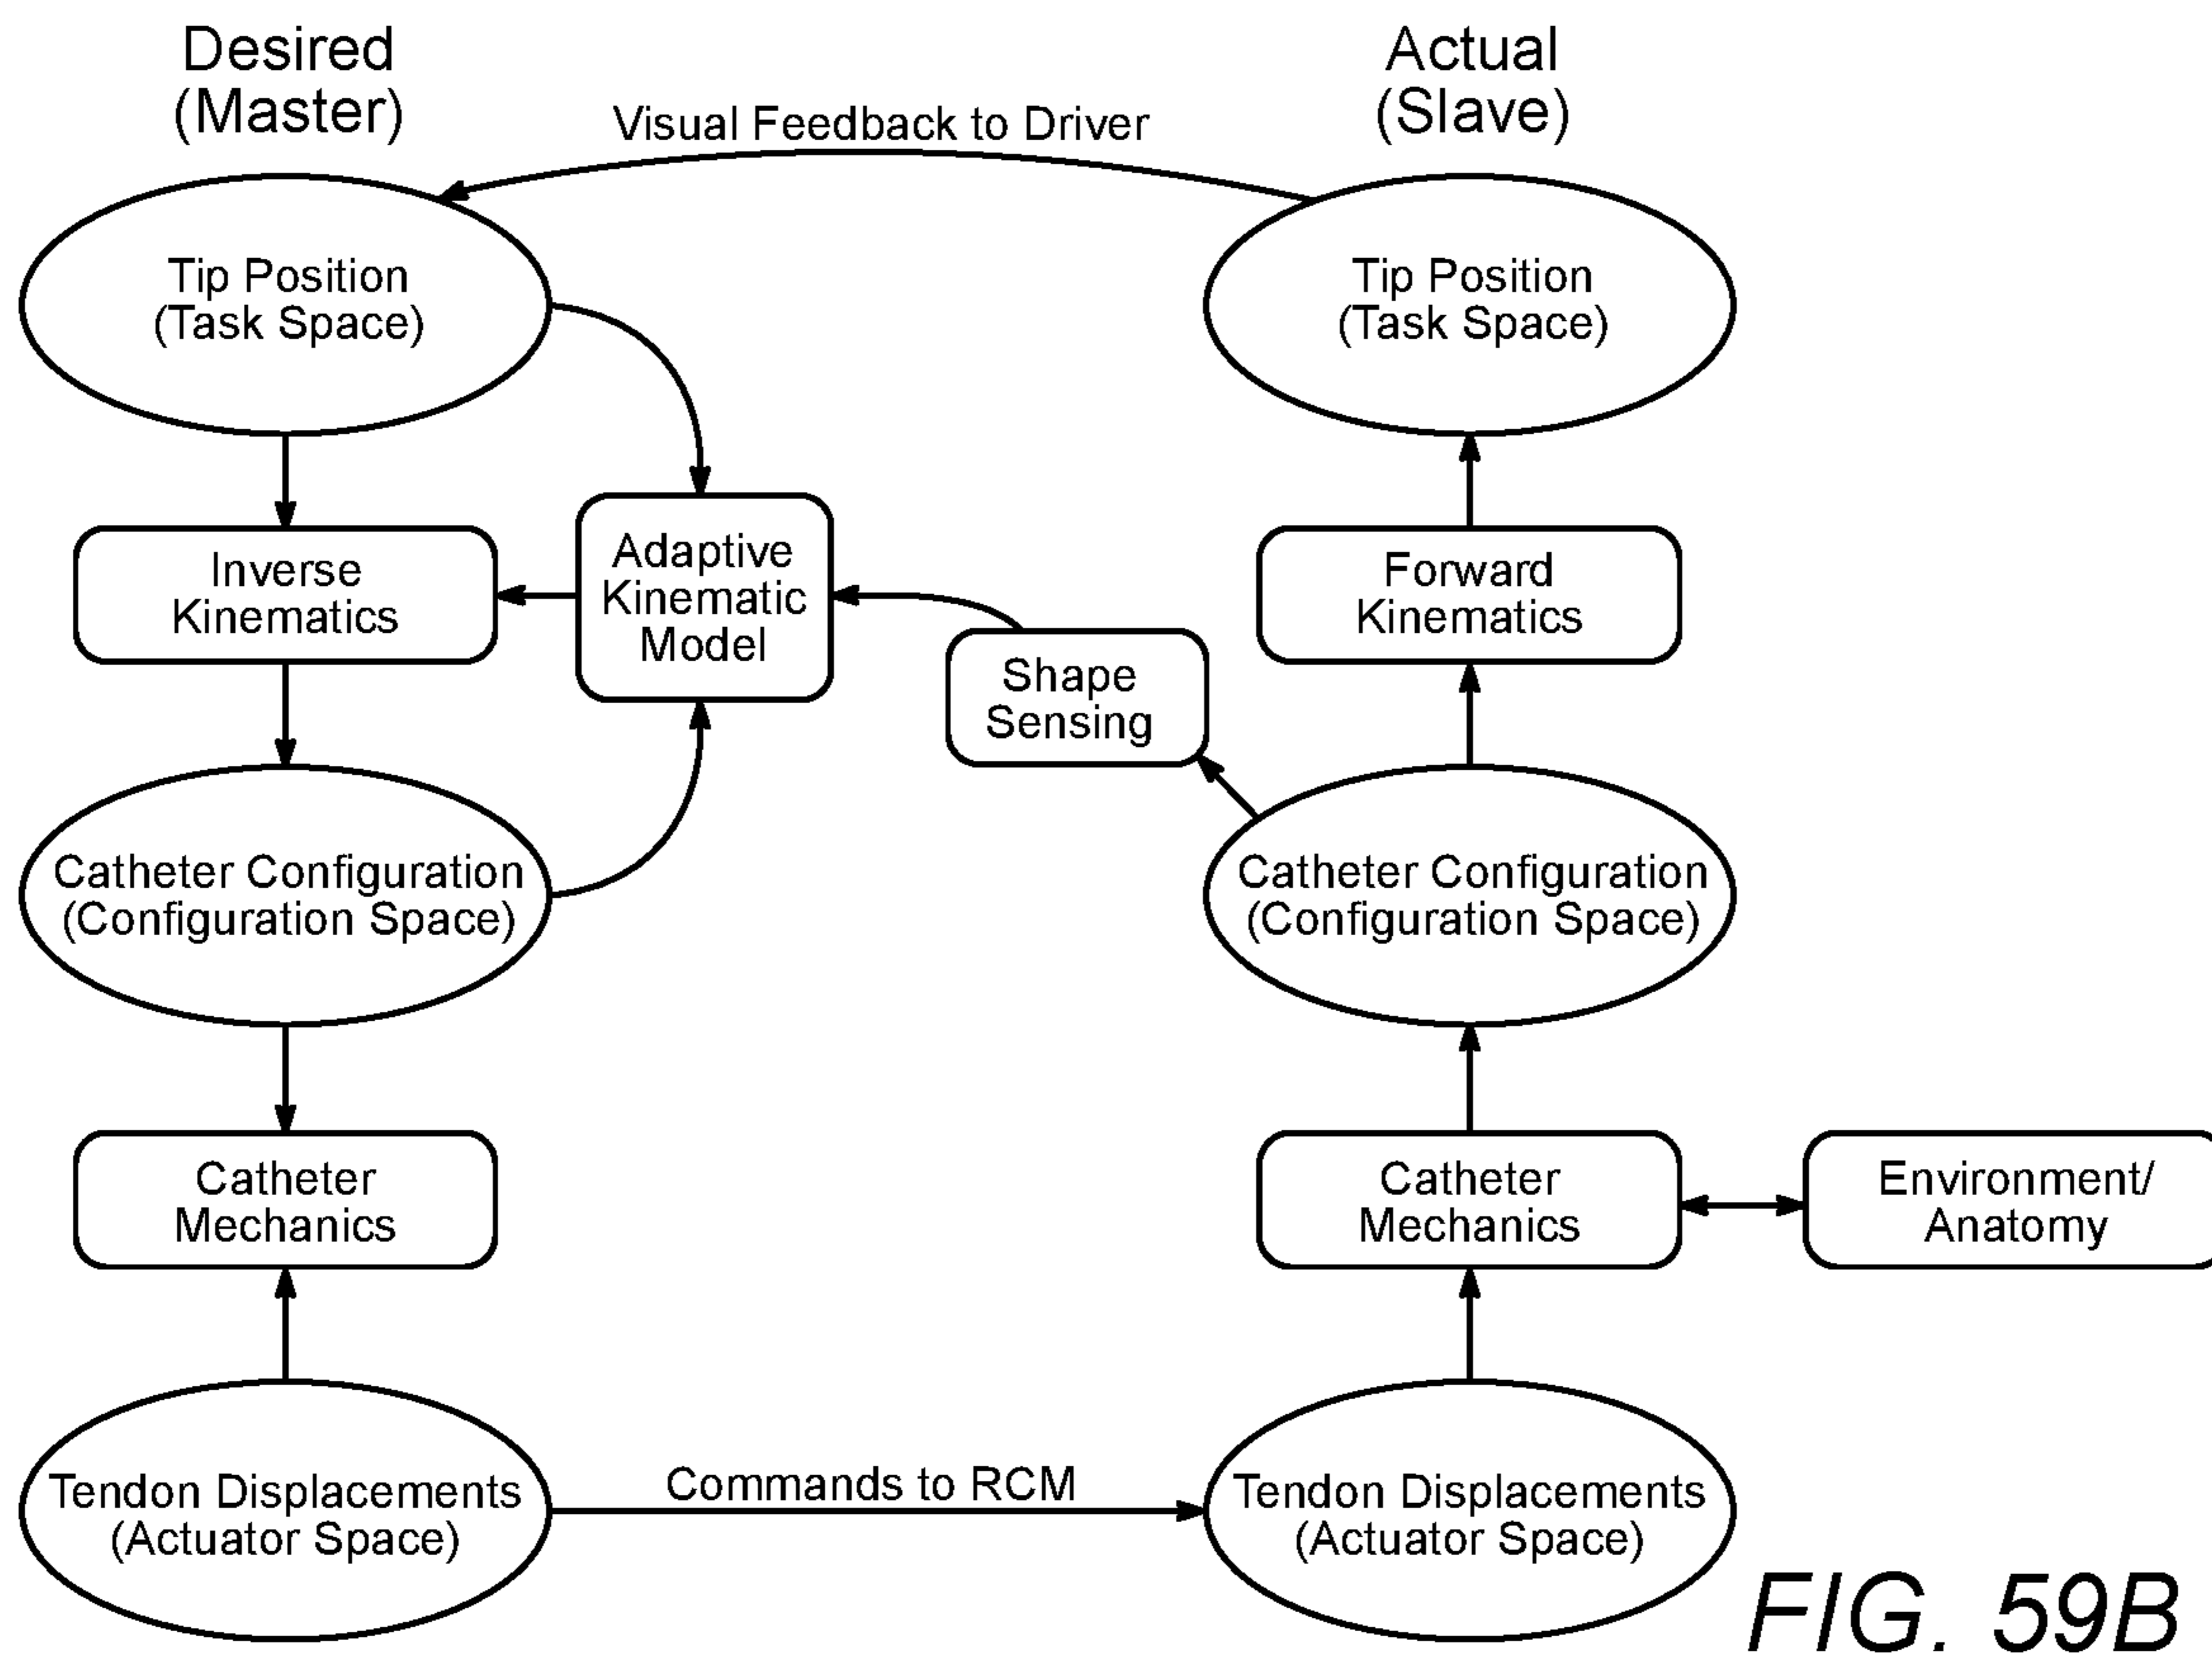 Desired
(Master)
Actual
(Slave)
Visual Feedback to Driver
Tip Position
(Task Space)
Tip Position
(Task Space)
Inverse
Kinematics
Adaptive
Kinematic
Model
Shape
Sensing
Forward
Kinematics
Catheter Configuration
(Configuration Space)
Catheter Configuration
(Configuration Space)
Catheter
Mechanics
Catheter
Mechanics
Environment/
Anatomy
Tendon Displacements
(Actuator Space)
Commands to RCM
Tendon Displacements
(Actuator Space)
FIG. 59B